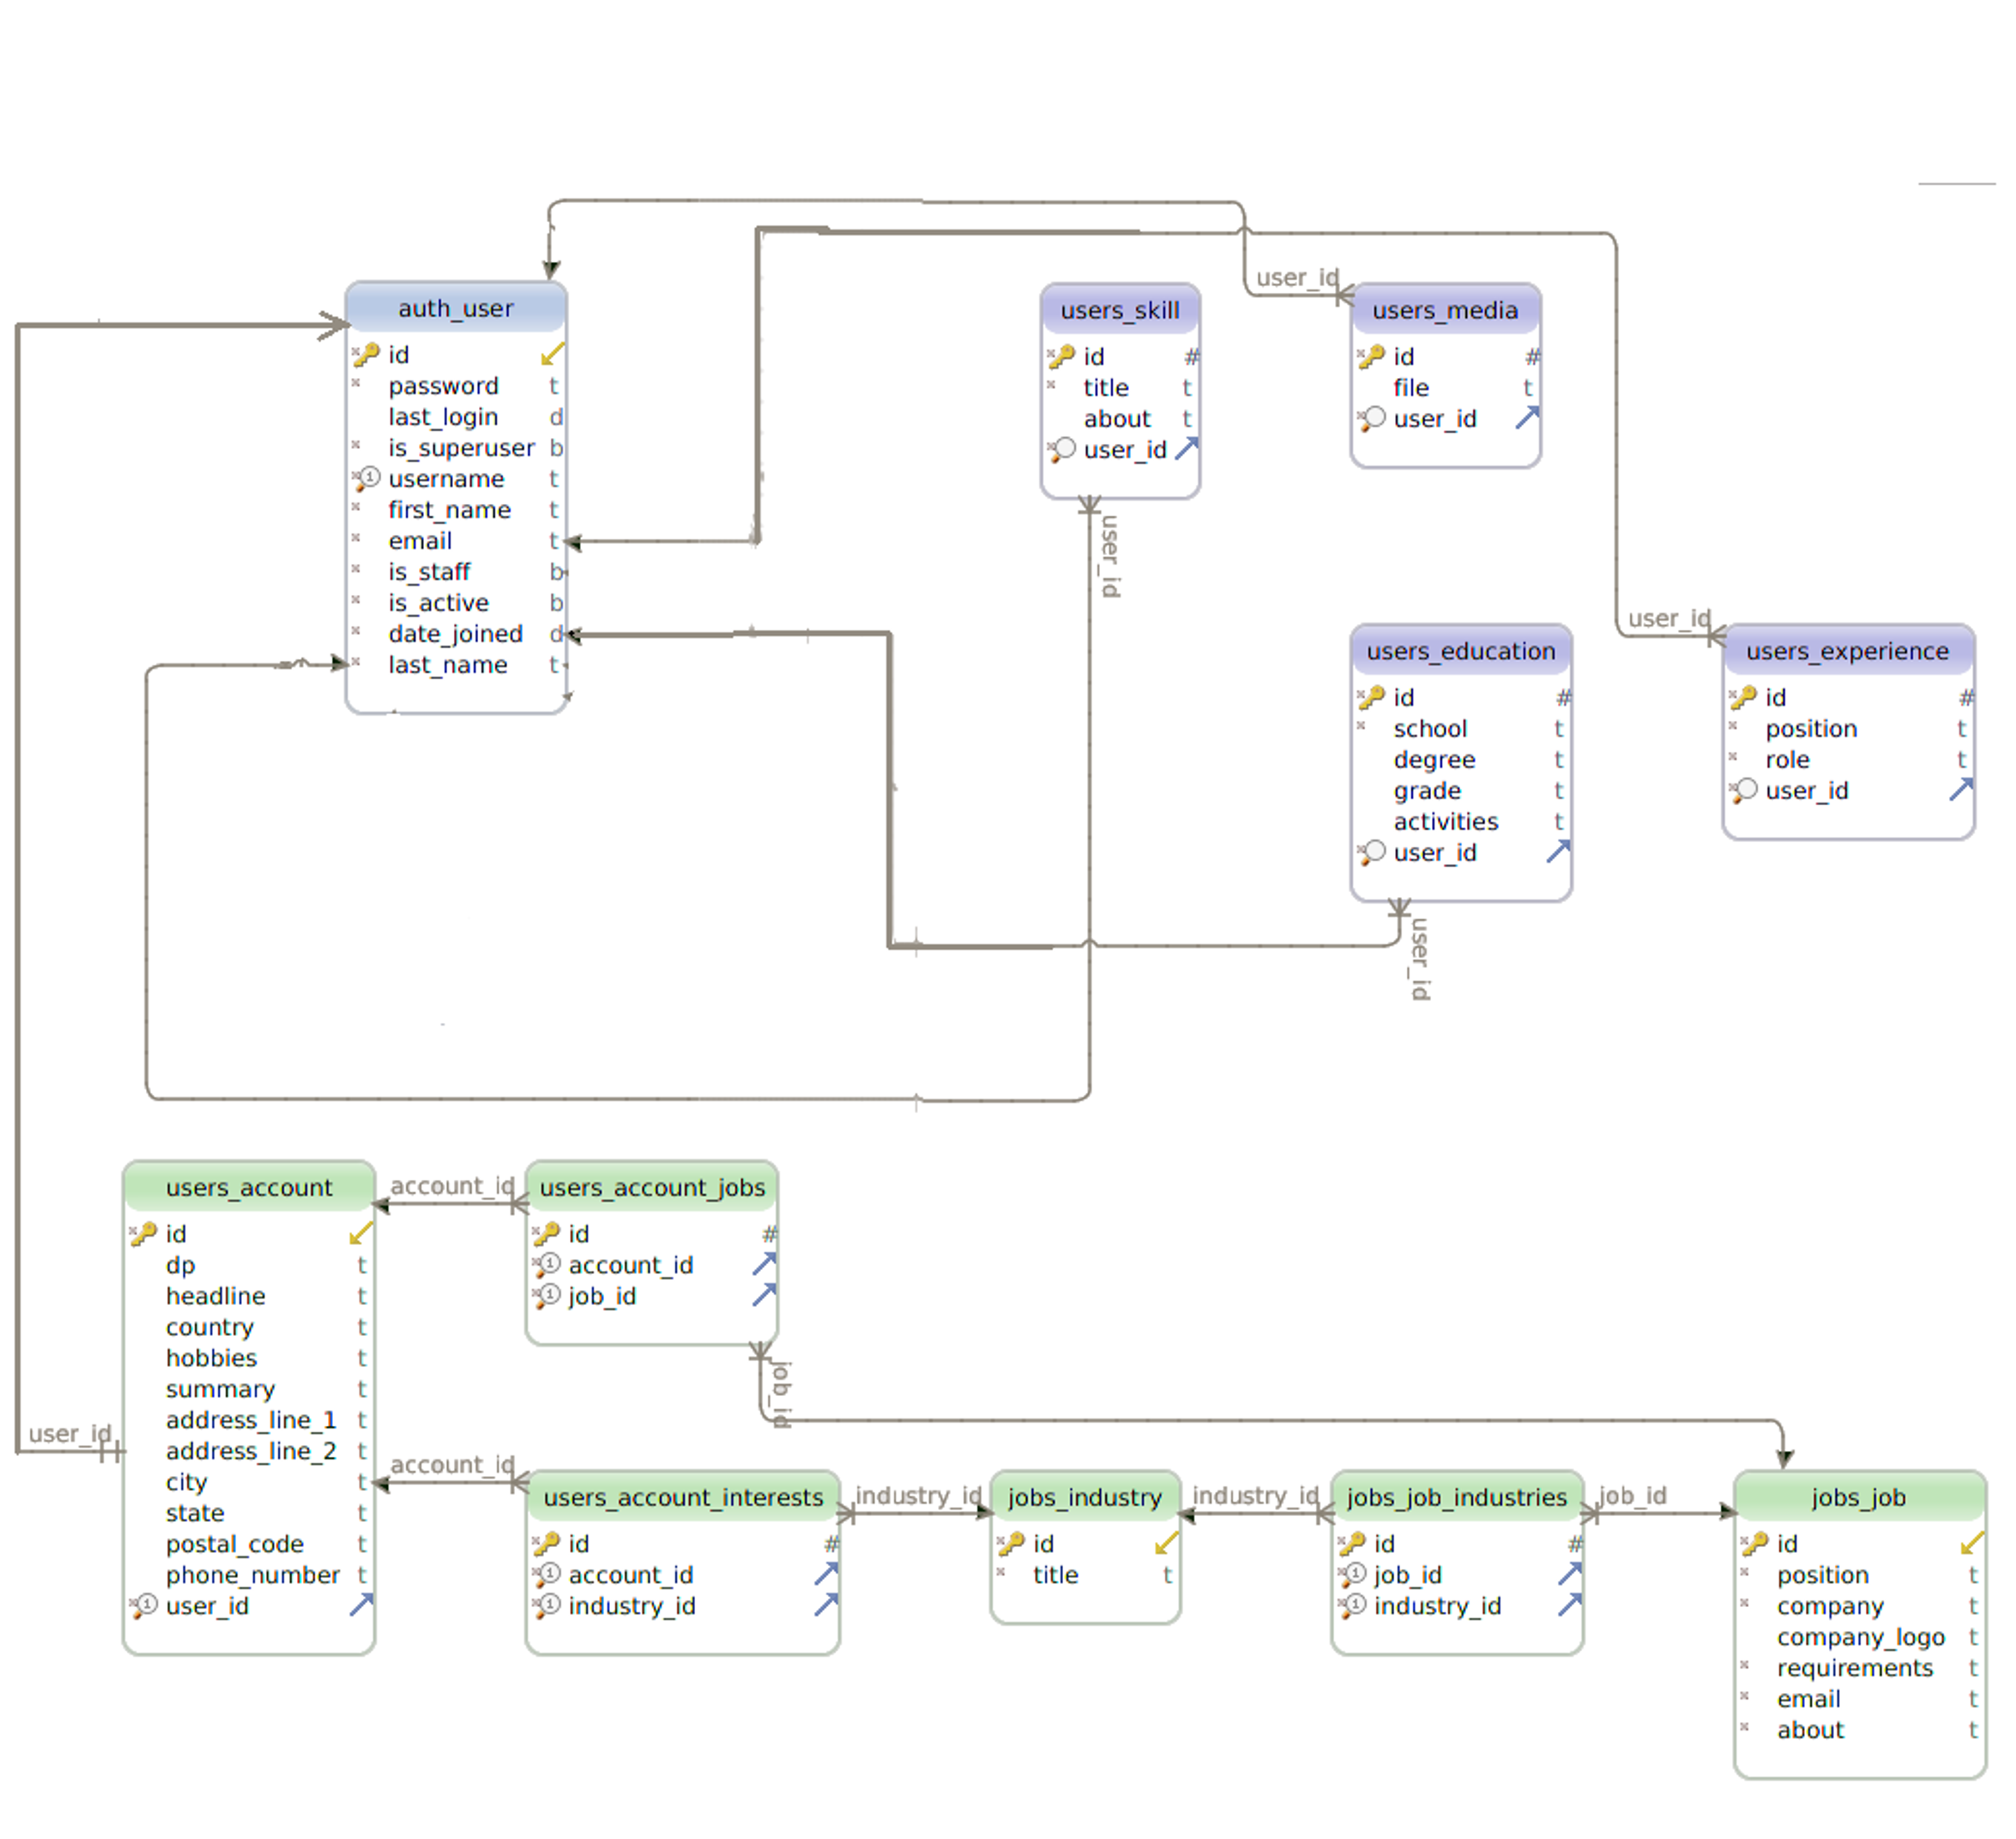 auth_user
id
password t
last_login d
is_superuser b
username t
first_name t
email t
is_staff b
is_active b
date_joined d
last_name t
users_skill
id #
title t
about t
user_id
user_id
user_id
users_media
id #
file t
user_id
users_education
id #
school t
degree t
grade t
activities t
user_id
user_id
user_id
users_experience
id #
position t
role t
user_id
users_account
id
dp t
headline t
country t
hobbies t
summary t
address_line_1 t
address_line_2 t
city t
state t
postal_code t
phone_number t
user_id
user_id
account_id
users_account_jobs
id #
account_id
job_id
job_id
account_id
users_account_interests
id #
account_id
industry_id
industry_id
jobs_industry
id
title t
industry_id
jobs_job_industries
id #
job_id
industry_id
job_id
jobs_job
id
position t
company t
company_logo t
requirements t
email t
about t